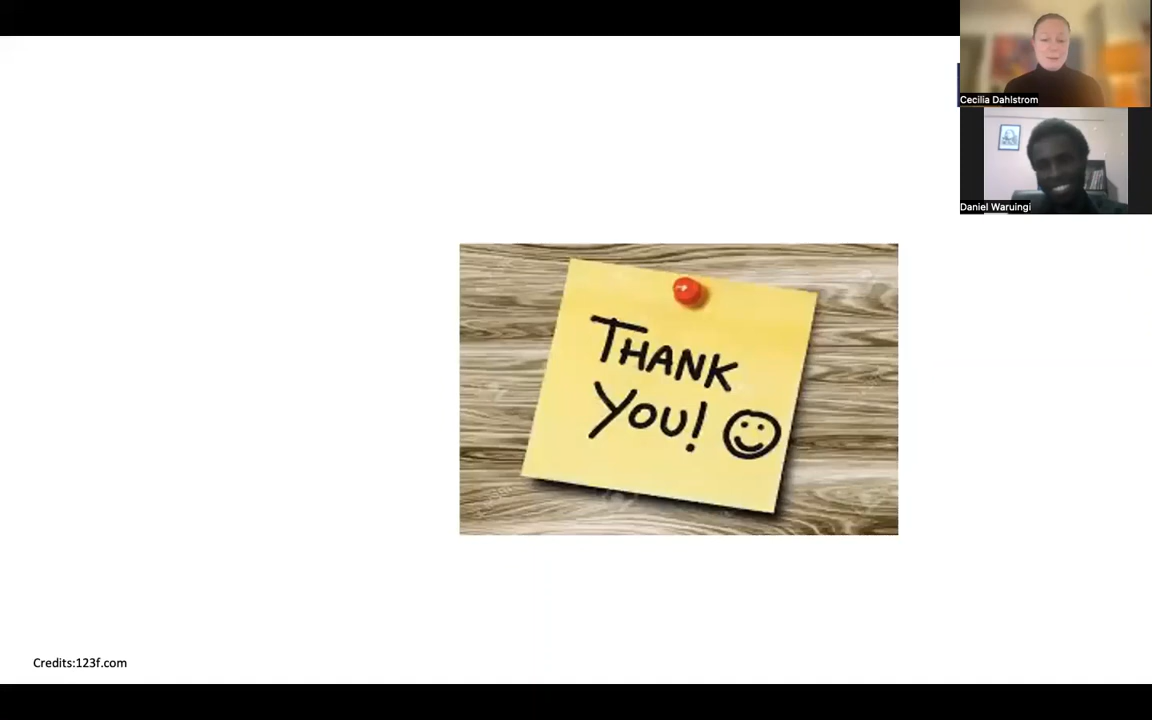 Cecilia Dahlstrom
Daniel Waruingi
THANK
YOU!
Credits:123f.com